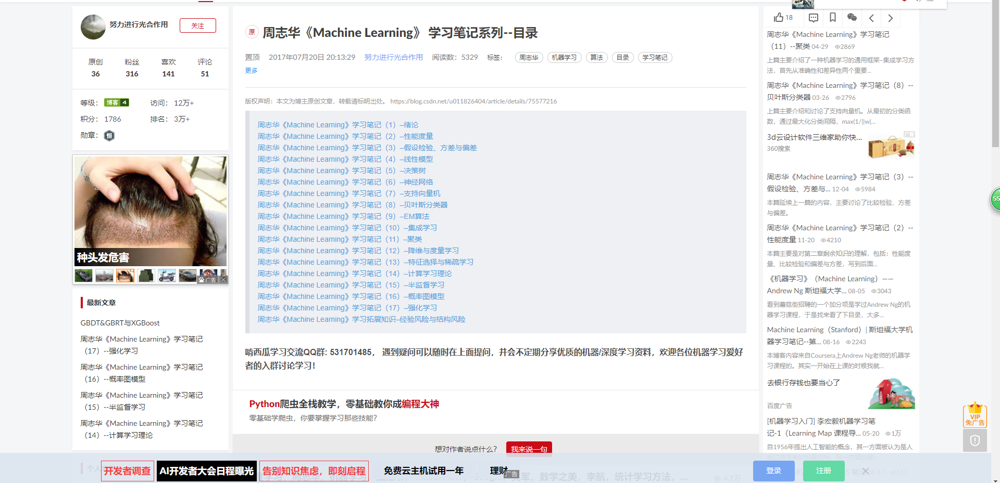 努力进行光合作用
关注
原创 粉丝 喜欢 评论
36 316 141 51
等级： 博客 4 访问： 12万+
积分： 1786 排名： 3万+
勋章： 恒
种头发危害
广告
最新文章
GBDT&GBRT与XGBoost
周志华《Machine Learning》学习笔记
（17）--强化学习
周志华《Machine Learning》学习笔记
（16）--概率图模型
周志华《Machine Learning》学习笔记
（15）--半监督学习
周志华《Machine Learning》学习笔记
（14）--计算学习理论
原 周志华《Machine Learning》 学习笔记系列--目录
置顶 2017年07月20日 20:13:29 努力进行光合作用 阅读数：5329 标签： 周志华 机器学习 算法 目录 学习笔记
更多
版权声明：本文为博主原创文章，转载请标明出处。 https://blog.csdn.net/u011826404/article/details/75577216
周志华《Machine Learning》学习笔记（1）–绪论
周志华《Machine Learning》学习笔记（2）–性能度量
周志华《Machine Learning》学习笔记（3）–假设检验、方差与偏差
周志华《Machine Learning》学习笔记（4）–线性模型
周志华《Machine Learning》学习笔记（5）–决策树
周志华《Machine Learning》学习笔记（6）–神经网络
周志华《Machine Learning》学习笔记（7）–支持向量机
周志华《Machine Learning》学习笔记（8）–贝叶斯分类器
周志华《Machine Learning》学习笔记（9）–EM算法
周志华《Machine Learning》学习笔记（10）–集成学习
周志华《Machine Learning》学习笔记（11）–聚类
周志华《Machine Learning》学习笔记（12）–降维与度量学习
周志华《Machine Learning》学习笔记（13）–特征选择与稀疏学习
周志华《Machine Learning》学习笔记（14）–计算学习理论
周志华《Machine Learning》学习笔记（15）–半监督学习
周志华《Machine Learning》学习笔记（16）–概率图模型
周志华《Machine Learning》学习笔记（17）–强化学习
周志华《Machine Learning》学习拓展知识–经验风险与结构风险
啃西瓜学习交流QQ群: 531701485， 遇到疑问可以随时在上面提问，并会不定期分享优质的机器/深度学习资料，欢迎各位机器学习爱好
者的入群讨论学习！
Python爬虫全栈教学，零基础教你成编程大神
零基础学爬虫，你要掌握学习那些技能？
想对作者说点什么？ 我来说一句
18
周志华《Machine Learning》学习笔记
（11）--聚类 04-29 2869
上篇主要介绍了一种机器学习的通用框架-集成学习方
法，首先从准确性和差异性两个重要...
周志华《Machine Learning》学习笔记（8）--
贝叶斯分类器 03-26 2796
上篇主要介绍和讨论了支持向量机。从最初的分类函
数，通过最大化分类间隔，max(1/||w|...
3d云设计软件三维家助你快...
360搜索
广告
周志华《Machine Learning》学习笔记（3）--
假设检验、方差与... 12-04 5984
本篇延续上一篇的内容，主要讨论了比较检验、方差
与偏差。
周志华《Machine Learning》学习笔记（2）--
性能度量 11-20 4210
本篇主要是对第二章剩余知识的理解，包括：性能度
量、比较检验和偏差与方差，写到后面...
《机器学习》（Machine Learning）——
Andrew Ng 斯坦福大学... 08-05 3043
看到蘑菇街招聘的一个加分项是学过Andrew Ng的机
器学习课程，于是找来看了下目录，大多...
Machine Learning（Stanford）| 斯坦福大学机
器学习笔记--第... 08-16 2243
本博客内容来自Coursera上Andrew Ng老师的机器学
习课程的。其实一开始在上课的时候我就...
去银行存钱也要当心了
百度广告
[机器学习入门] 李宏毅机器学习笔
记-1（Learning Map 课程导... 05-20 1万
自1956年提出人工智能的概念，其一方面被认为是人
55
VIP
免广告
开发者调查 AI开发者大会日程曝光 告别知识焦虑，即刻启程 免费云主机试用一年 理财 广告
军，数学之美，李航，统计学习方法，... 4.7万
登录 注册